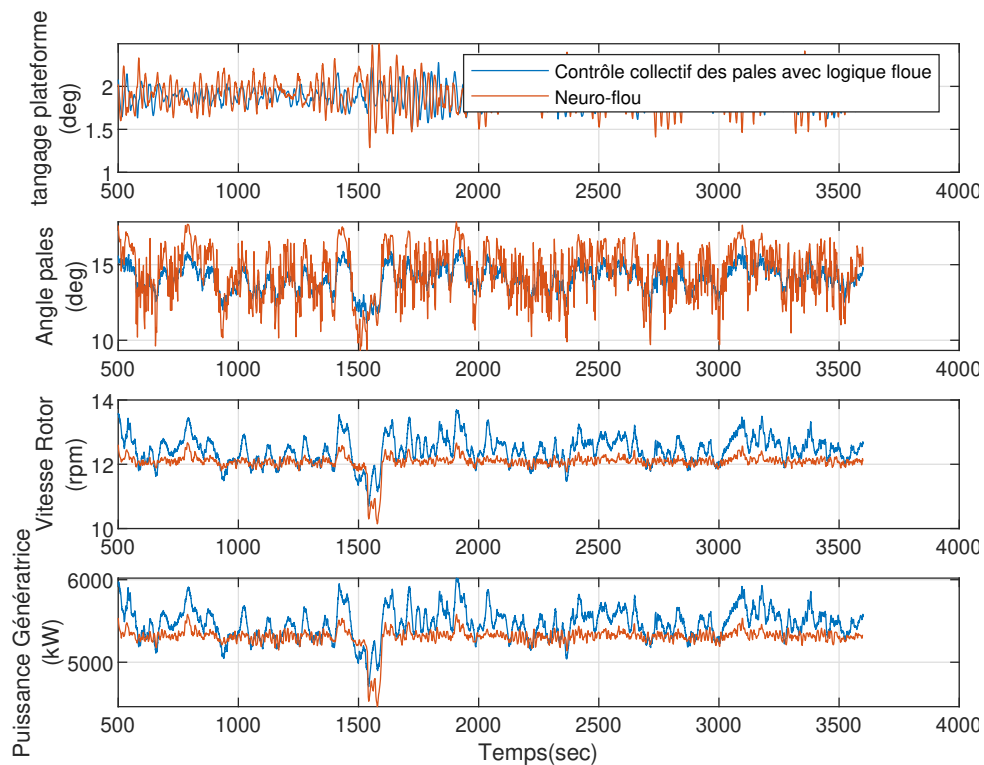 tangage plateforme
(deg)
2
1.5
1
Contrôle collectif des pales avec logique floue
Neuro-flou
500 1000 1500 2000 2500 3000 3500 4000
Angle pales
(deg)
15
10
500 1000 1500 2000 2500 3000 3500 4000
Vitesse Rotor
(rpm)
14
12
10
500 1000 1500 2000 2500 3000 3500 4000
Puissance Génératrice
(kW)
6000
5000
500 1000 1500 2000 2500 3000 3500 4000
Temps(sec)